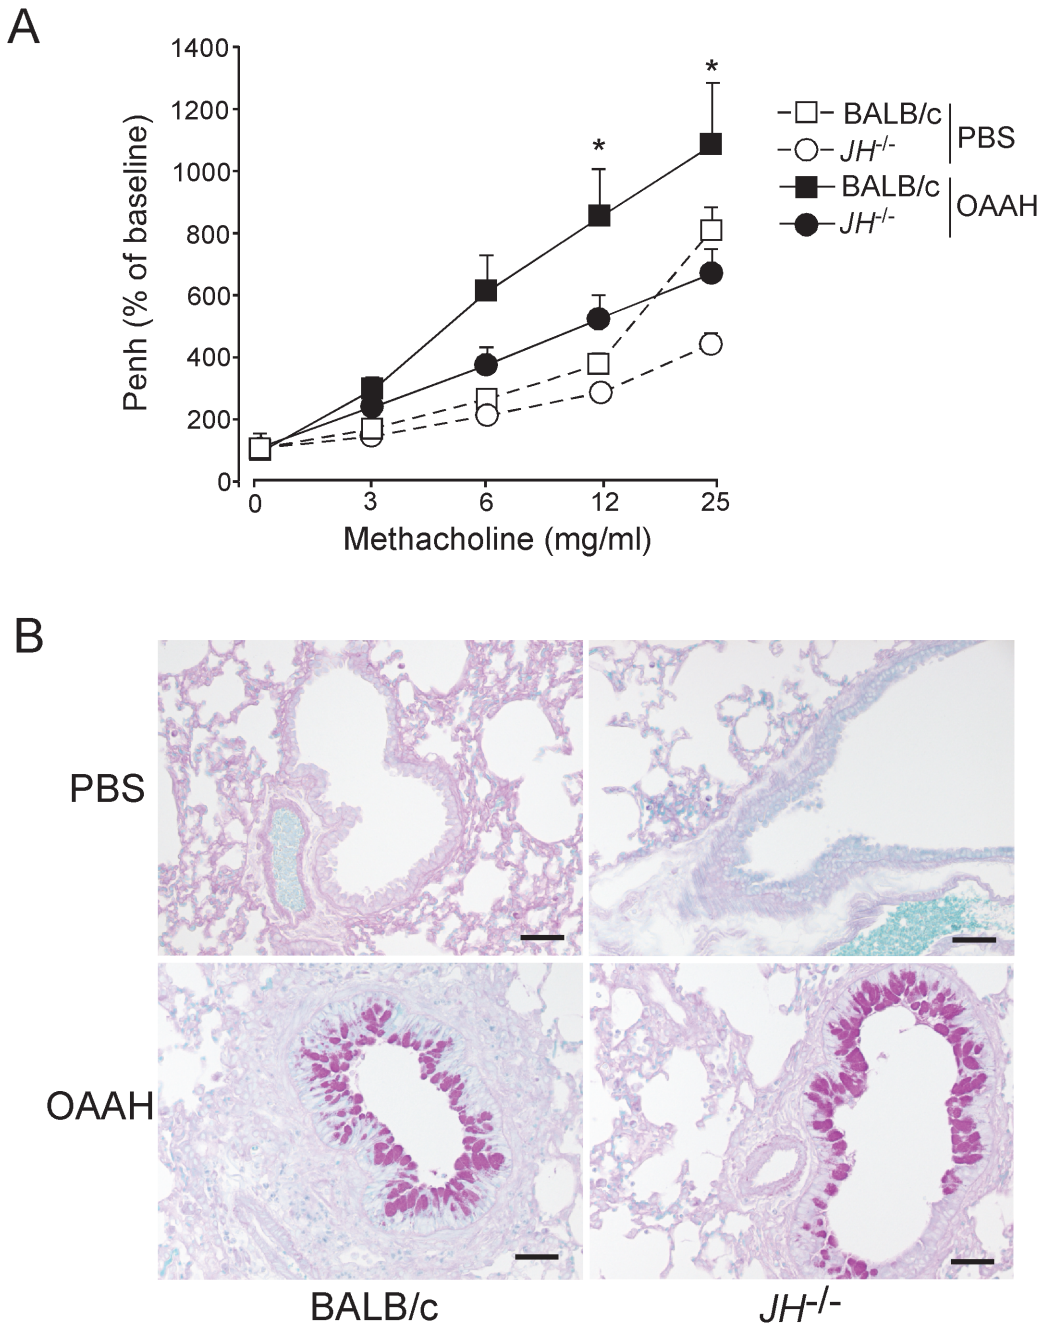 A
1400
1200
1000
800
600
400
200
0
Penh (% of baseline)
*
*
0 3 6 12 25
Methacholine (mg/ml)
BALB/c
JH-/-
PBS
BALB/c
JH-/-
OAAH
B
PBS
OAAH
BALB/c JH-/-